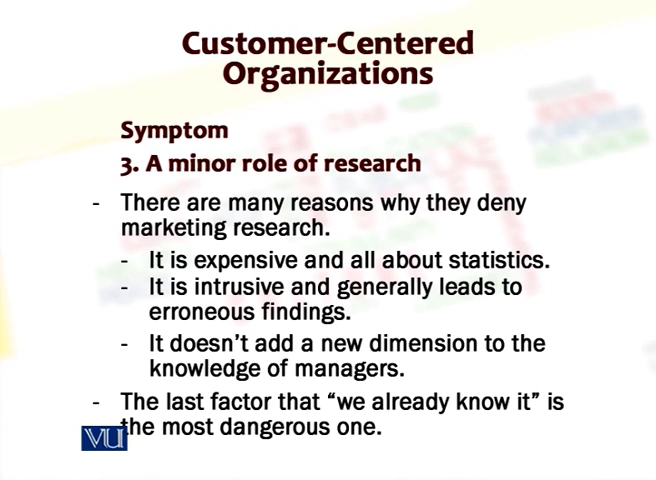 Customer-Centered
Organizations
Symptom
3. A minor role of research
- There are many reasons why they deny
marketing research.
- It is expensive and all about statistics.
- It is intrusive and generally leads to
erroneous findings.
- It doesn't add a new dimension to the
knowledge of managers.
- The last factor that “we already know it” is
the most dangerous one.
VU